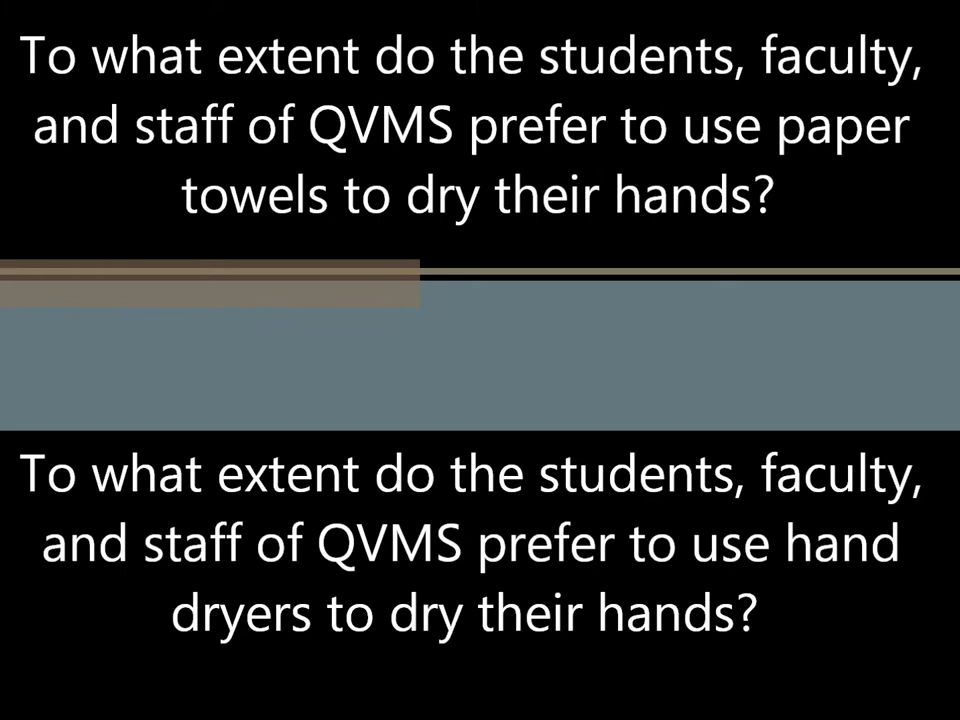 To what extent do the students, faculty,
and staff of QVMS prefer to use paper
towels to dry their hands?
To what extent do the students, faculty,
and staff of QVMS prefer to use hand
dryers to dry their hands?